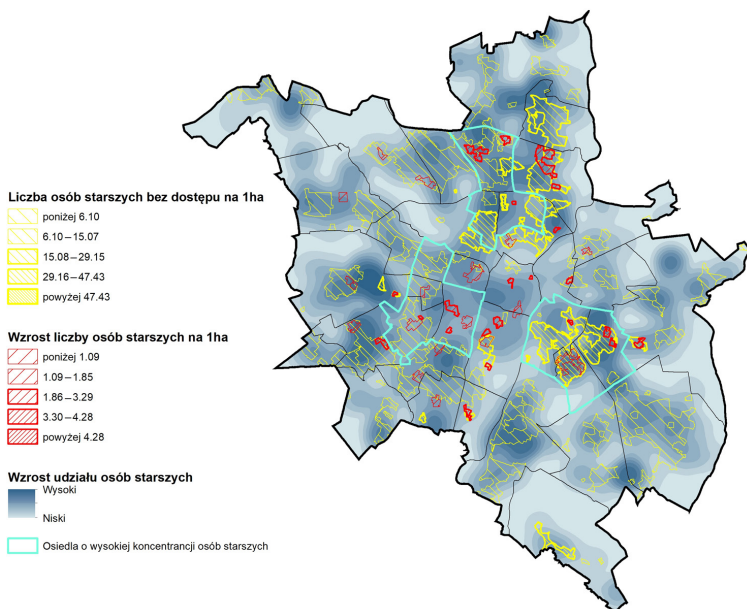 Liczba osób starszych bez dostępu na 1ha
poniżej 6.10
6.10 – 15.07
15.08 – 29.15
29.16 – 47.43
powyżej 47.43
Wzrost liczby osób starszych na 1ha
poniżej 1.09
1.09 – 1.85
1.86 – 3.29
3.30 – 4.28
powyżej 4.28
Wzrost udziału osób starszych
Wysoki
Niski
Osiedla o wysokiej koncentrancji osób starszych